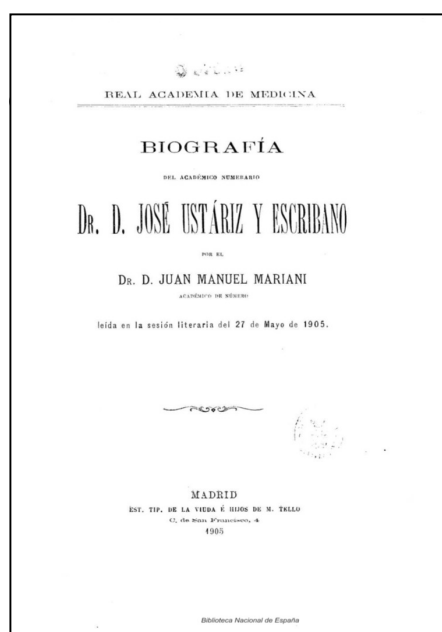 REAL ACADEMIA DE MEDICINA
BIOGRAFÍA
DEL ACADÉMICO NUMERARIO
DR. D. JOSÉ USTÁRIZ Y ESCRIBANO
POR EL
DR. D. JUAN MANUEL MARIANI
ACADÉMICO DE NÚMERO
leída en la sesión literaria del 27 de Mayo de 1905.
MADRID
EST. TIP. DE LA VIUDA É HIJOS DE M. TELLO
C. de San Francisco, 4
1905
Biblioteca Nacional de España